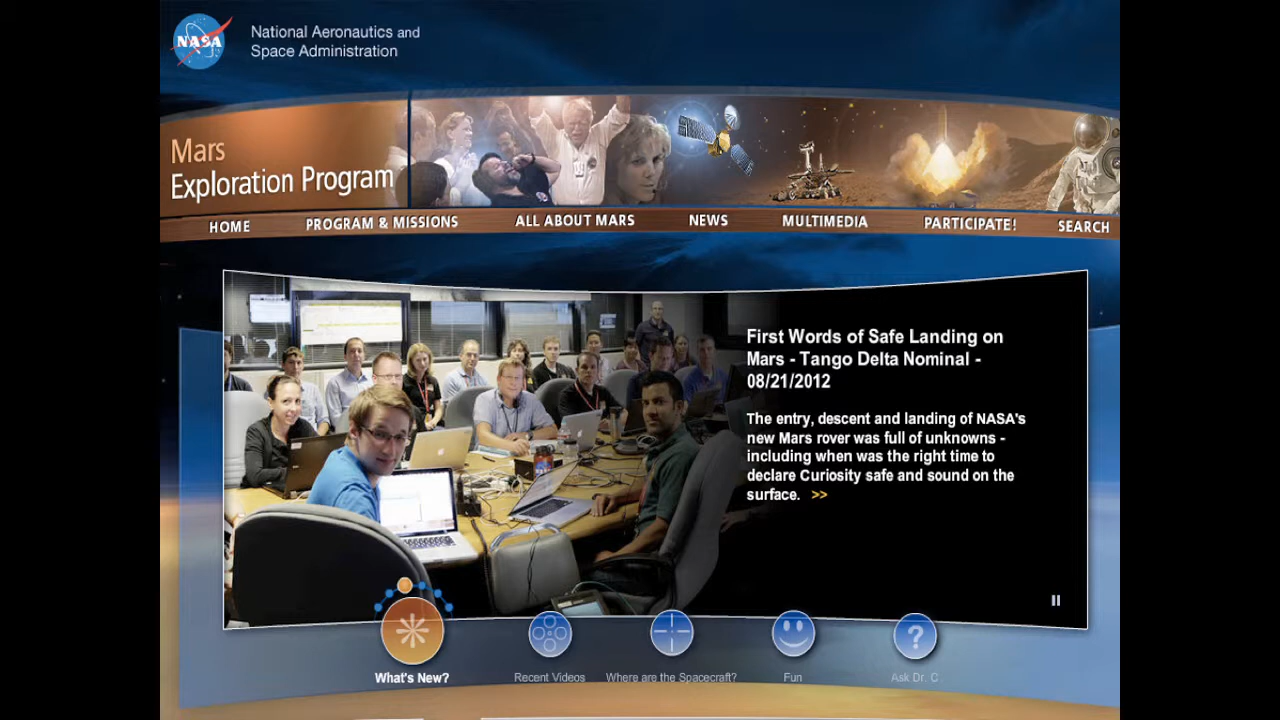 NASA
National Aeronautics and
Space Administration
Mars
Exploration Program
HOME
PROGRAM & MISSIONS
ALL ABOUT MARS
NEWS
MULTIMEDIA
PARTICIPATE!
SEARCH
First Words of Safe Landing on
Mars - Tango Delta Nominal -
08/21/2012
The entry, descent and landing of NASA's
new Mars rover was full of unknowns -
including when was the right time to
declare Curiosity safe and sound on the
surface. >>
What's New?
Recent Videos
Where are the Spacecraft?
Fun
?
Ask Dr. C